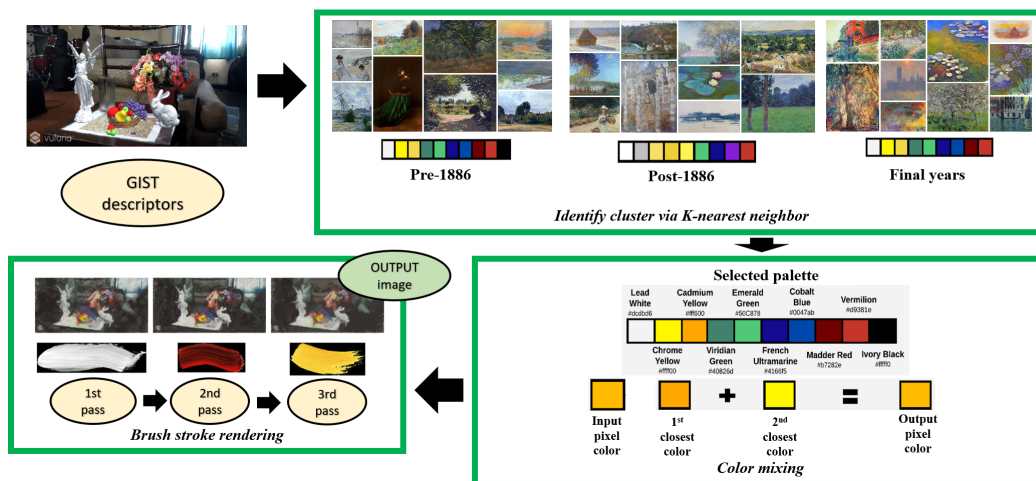 vuforia
GIST
descriptors
Pre-1886
Post-1886
Final years
Identify cluster via K-nearest neighbor
Selected palette
Lead
White
#dcdbd6
Cadmium
Yellow
#fff600
Emerald
Green
#50C878
Cobalt
Blue
#0047ab
Vermilion
#d9381e
Chrome
Yellow
#ffff00
Viridian
Green
#40826d
French
Ultramarine
#4166f5
Madder Red
#b7282e
Ivory Black
#fffff0
+
=
Input
pixel
color
1st
closest
color
2nd
closest
color
Output
pixel
color
Color mixing
OUTPUT
image
1st
pass
2nd
pass
3rd
pass
Brush stroke rendering